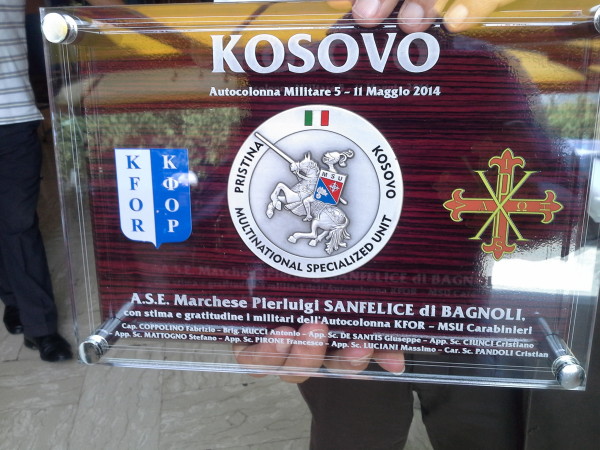 KOSOVO
Autocolonna Militare 5 - 11 Maggio 2014
KFOR
КФОР
PRISTINA
KOSOVO
MSU
MULTINATIONAL SPECIALIZED UNIT
A.S.E. Marchese Pierluigi SANFELICE di BAGNOLI,
con stima e gratitudine i militari dell'Autocolonna KFOR - MSU Carabinieri
Cap. COPPOLINO Fabrizio - Brig. MUCCI Antonio - App. Sc. DE SANTIS Giuseppe - App. Sc. CIUNCI Cristiano
App. Sc. MATTOGNO Stefano - App. Sc. PIRONE Francesco - App. Sc. LUCIANI Massimo - Car. Sc. PANDOLI Cristian